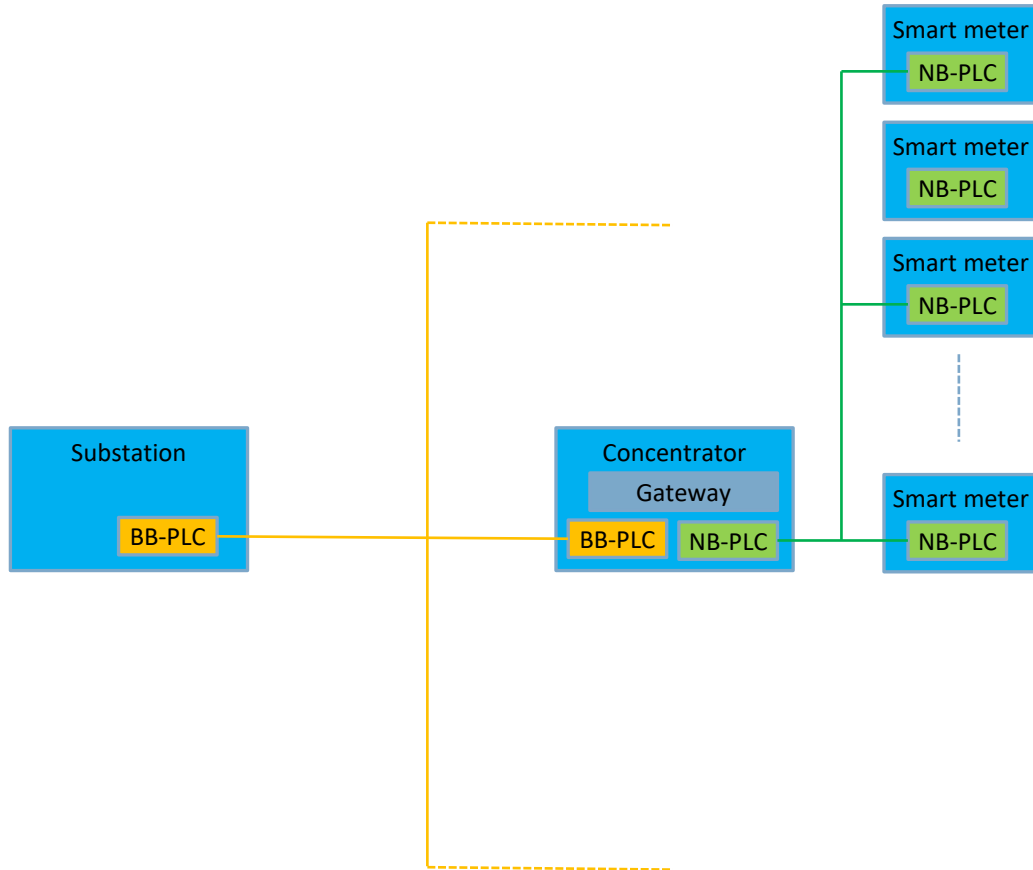 Smart meter
NB-PLC
Smart meter
NB-PLC
Smart meter
NB-PLC
Substation
BB-PLC
Concentrator
Gateway
BB-PLC
NB-PLC
Smart meter
NB-PLC